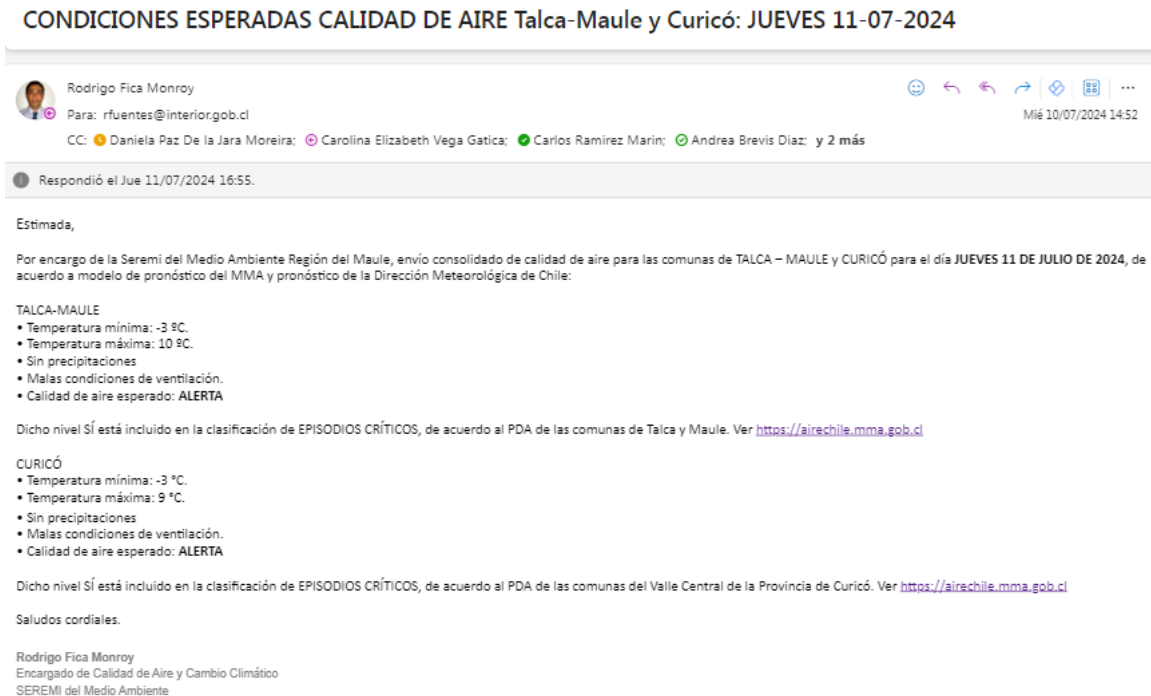 CONDICIONES ESPERADAS CALIDAD DE AIRE Talca-Maule y Curicó: JUEVES 11-07-2024
Rodrigo Fica Monroy
Para: rfuentes@interior.gob.cl
Mié 10/07/2024 14:52
CC: Daniela Paz De la Jara Moreira; Carolina Elizabeth Vega Gatica; Carlos Ramirez Marin; Andrea Brevis Diaz; y 2 más
Respondió el Jue 11/07/2024 16:55.
Estimada,
Por encargo de la Seremi del Medio Ambiente Región del Maule, envío consolidado de calidad de aire para las comunas de TALCA – MAULE y CURICÓ para el día JUEVES 11 DE JULIO DE 2024, de
acuerdo a modelo de pronóstico del MMA y pronóstico de la Dirección Meteorológica de Chile:
TALCA-MAULE
• Temperatura mínima: -3 ºC.
• Temperatura máxima: 10 ºC.
• Sin precipitaciones
• Malas condiciones de ventilación.
• Calidad de aire esperado: ALERTA
Dicho nivel SÍ está incluido en la clasificación de EPISODIOS CRÍTICOS, de acuerdo al PDA de las comunas de Talca y Maule. Ver https://airechile.mma.gob.cl
CURICÓ
• Temperatura mínima: -3 °C.
• Temperatura máxima: 9 °C.
• Sin precipitaciones
• Malas condiciones de ventilación.
• Calidad de aire esperado: ALERTA
Dicho nivel SÍ está incluido en la clasificación de EPISODIOS CRÍTICOS, de acuerdo al PDA de las comunas del Valle Central de la Provincia de Curicó. Ver https://airechile.mma.gob.cl
Saludos cordiales.
Rodrigo Fica Monroy
Encargado de Calidad de Aire y Cambio Climático
SEREMI del Medio Ambiente